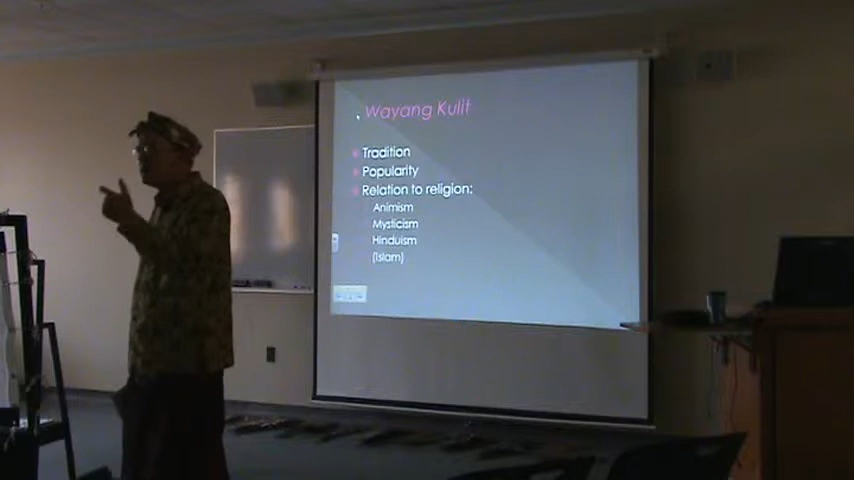 Wayang Kulit
Tradition
Popularity
Relation to religion:
Animism
Mysticism
Hinduism
(Islam)